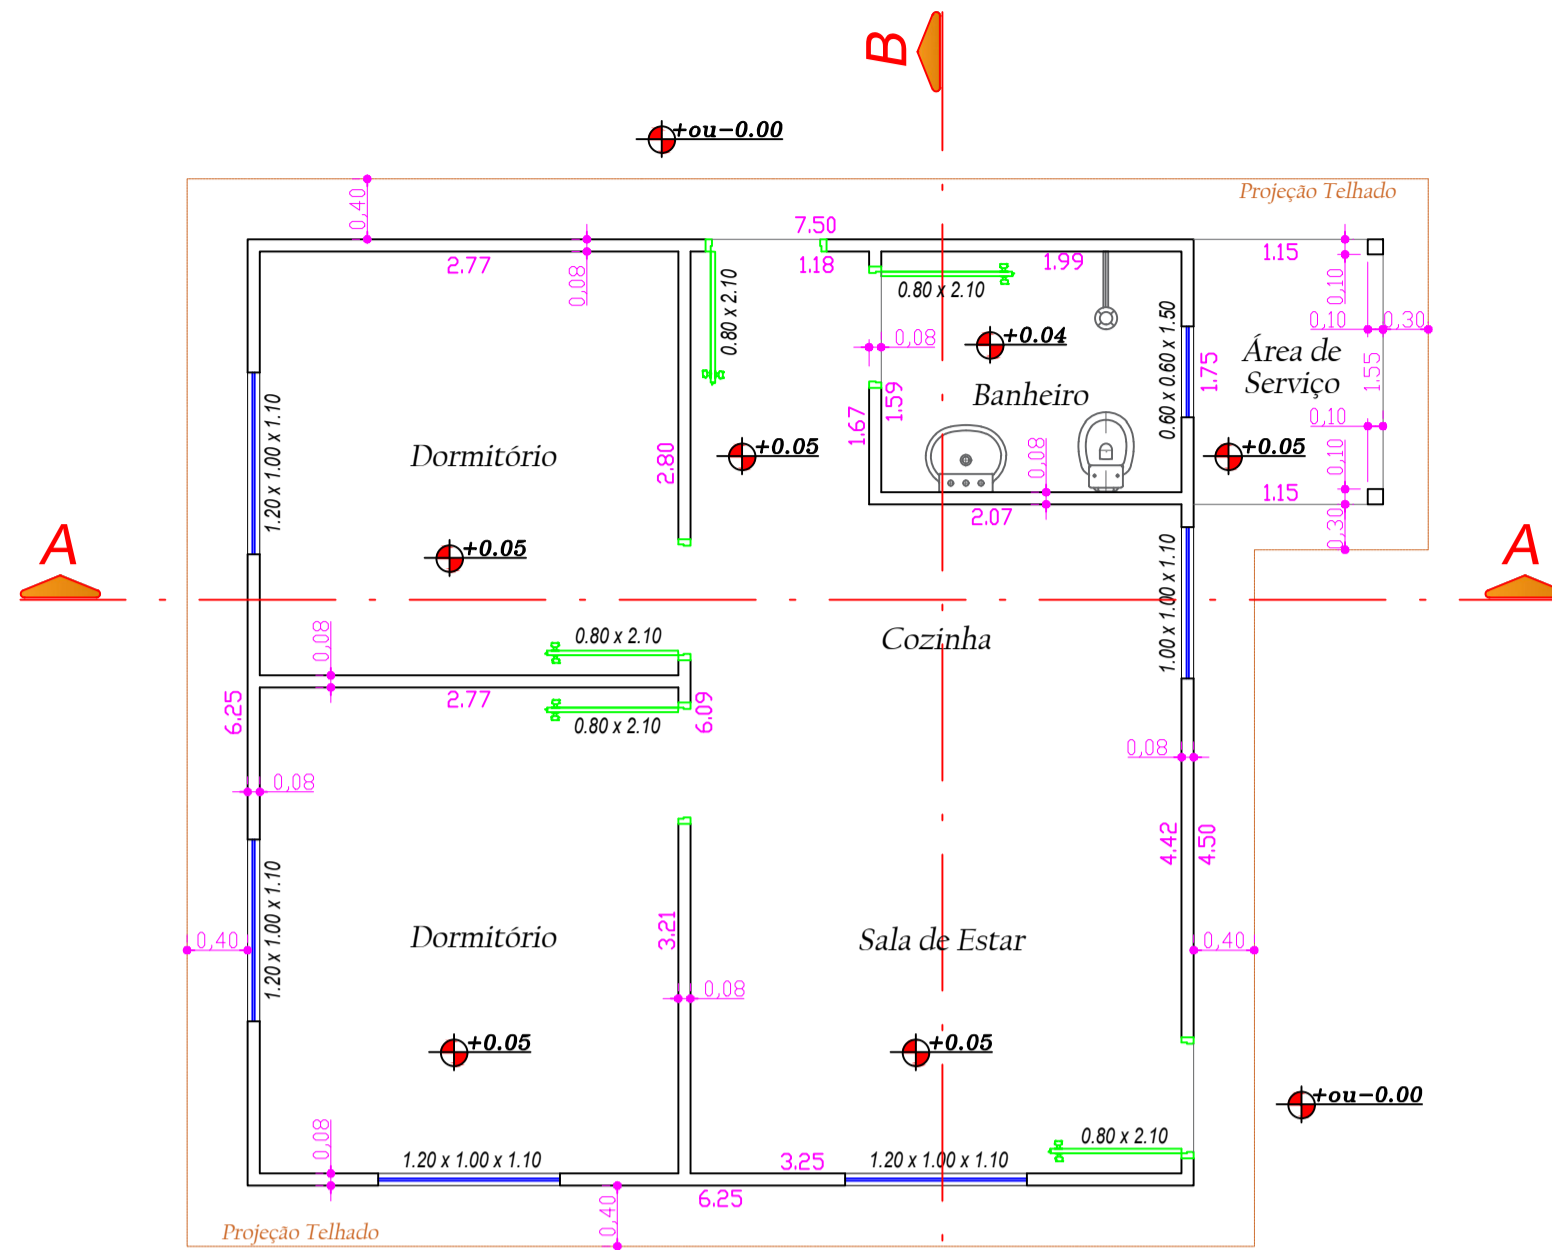 B
+ou-0.00
Projeção Telhado
0,40
7.50
2.77
0,08
1.18
1.99
1.15
0.80 x 2.10
0.80 x 2.10
0,10
0,10
0,30
+0.04
0,08
Área de
Serviço
Banheiro
0.60 x 0.60 x 1.50
1.75
1.55
1.20 x 1.00 x 1.10
1.59
1.67
0,10
Dormitório
2.80
+0.05
0,08
+0.05
0,10
1.15
2.07
0,30
A
+0.05
A
1.00 x 1.00 x 1.10
0,08
0.80 x 2.10
Cozinha
6.25
2.77
6.09
0.80 x 2.10
0,08
0,08
4.42
4.50
1.20 x 1.00 x 1.10
0,40
Dormitório
3.21
Sala de Estar
0,40
0,08
+0.05
+0.05
+ou-0.00
0,08
0.80 x 2.10
1.20 x 1.00 x 1.10
3.25
1.20 x 1.00 x 1.10
6.25
0,40
Projeção Telhado